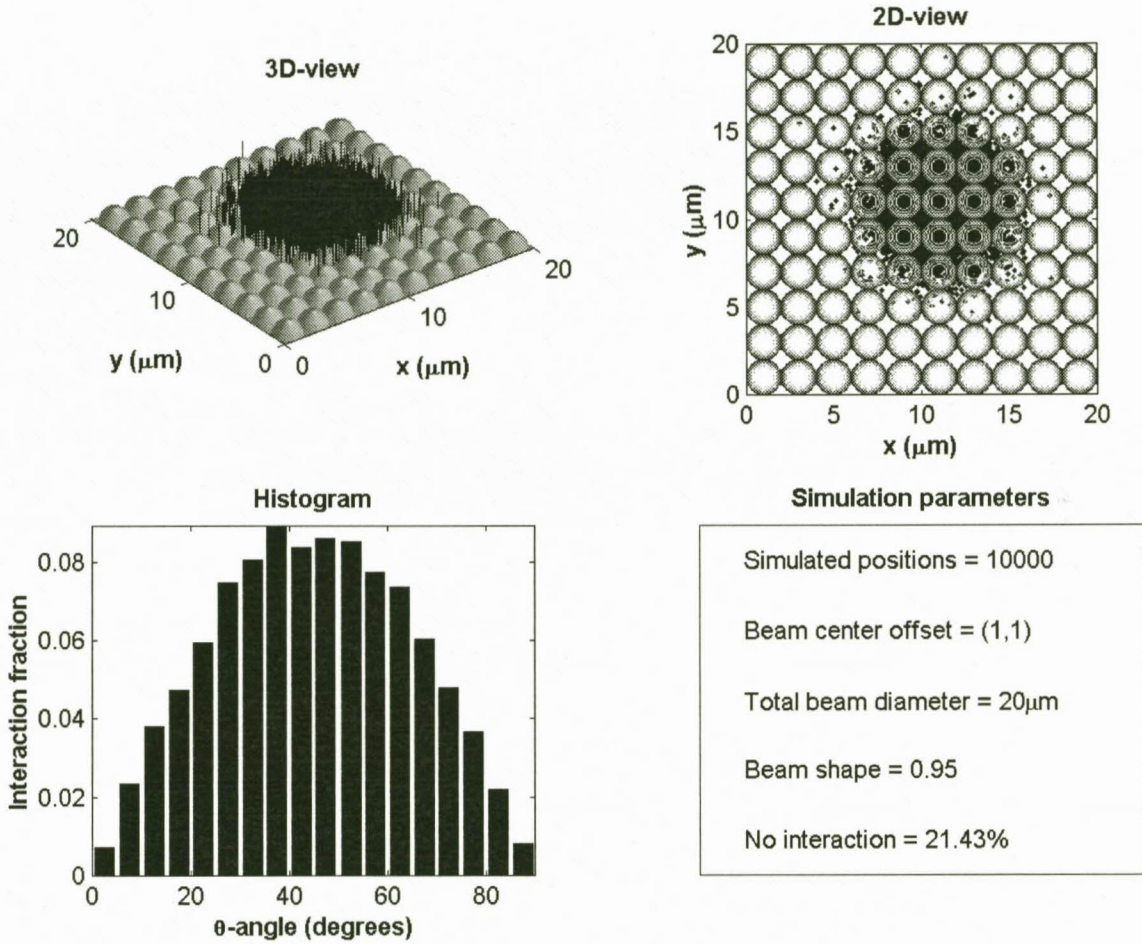 3D-view
20
10
0
y (μm)
0
10
20
x (μm)
2D-view
20
15
10
5
0
y (μm)
0
5
10
15
20
x (μm)
Histogram
0.08
0.06
0.04
0.02
0
Interaction fraction
0
20
40
60
80
θ-angle (degrees)
Simulation parameters
Simulated positions = 10000
Beam center offset = (1,1)
Total beam diameter = 20μm
Beam shape = 0.95
No interaction = 21.43%